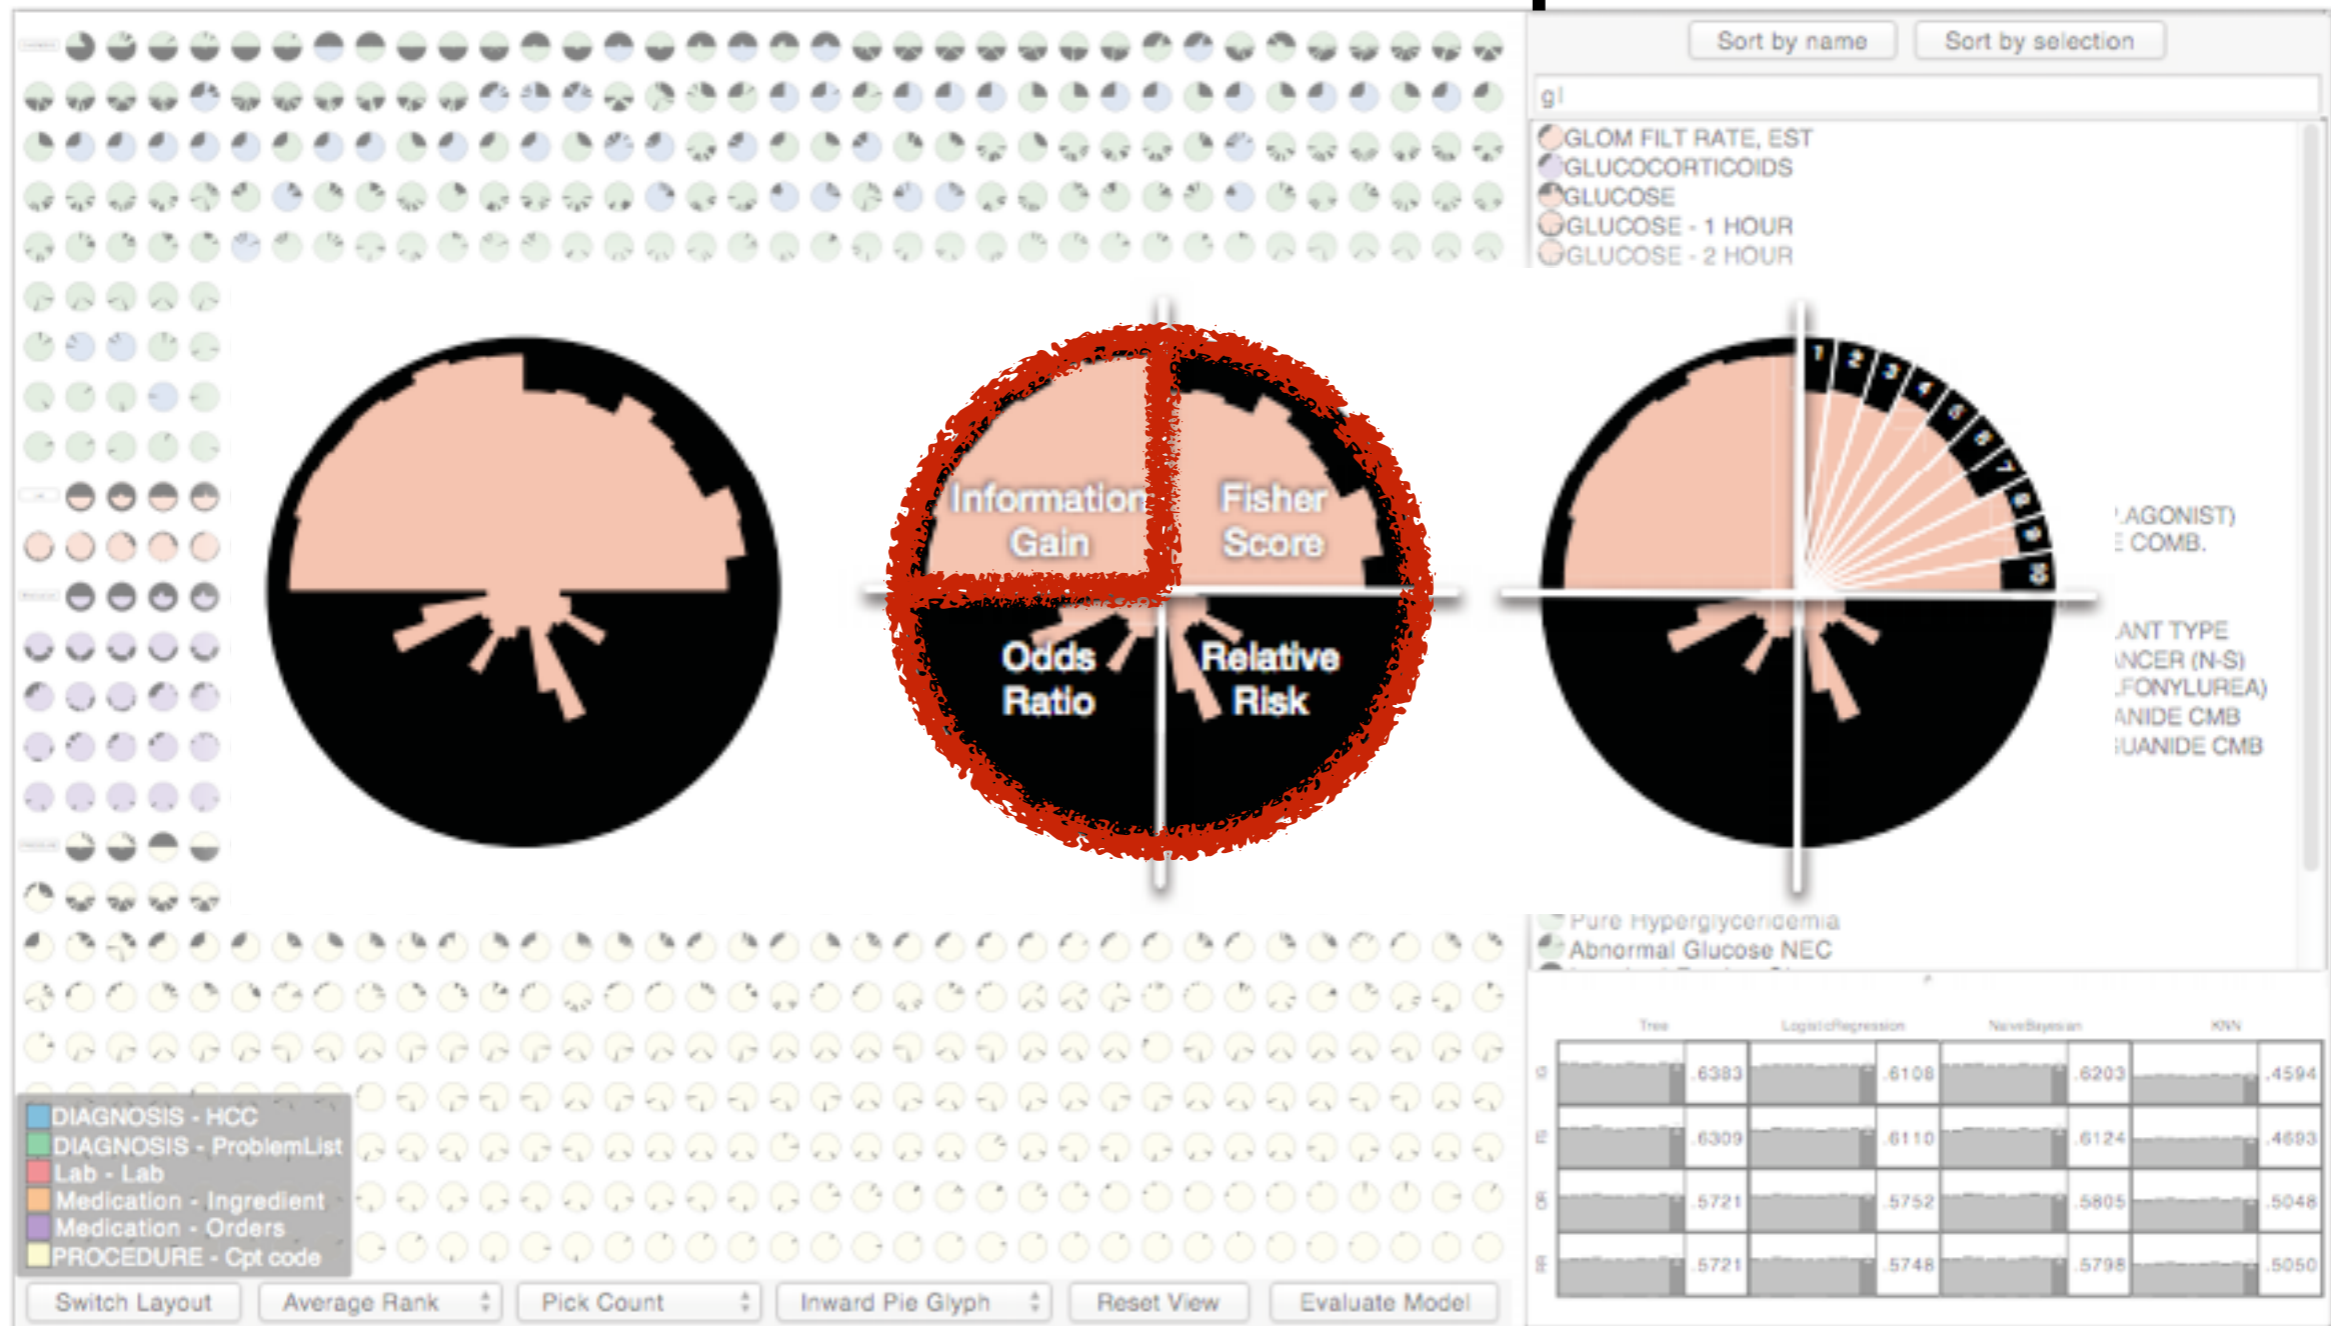 Sort by name
Sort by selection
gl
GLOM FILT RATE, EST
GLUCOCORTICOIDS
GLUCOSE
GLUCOSE - 1 HOUR
GLUCOSE - 2 HOUR
Information
Gain
Fisher
Score
Odds
Ratio
Relative
Risk
1
2
3
4
5
6
7
8
9
10
AGONIST)
COMB.
ANT TYPE
ANCER (N-S)
FONYLUREA)
ANIDE CMB
UANIDE CMB
Pure Hyperglyceridemia
Abnormal Glucose NEC
Tree
LogisticRegression
NaiveBayesian
KNN
.6383
.6108
.6203
.4594
.6309
.6110
.6124
.4693
.5721
.5752
.5805
.5048
.5721
.5748
.5798
.5050
DIAGNOSIS - HCC
DIAGNOSIS - ProblemList
Lab - Lab
Medication - Ingredient
Medication - Orders
PROCEDURE - Cpt code
Switch Layout
Average Rank
Pick Count
Inward Pie Glyph
Reset View
Evaluate Model